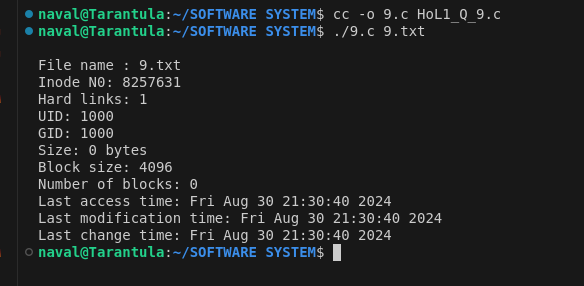 naval@Tarantula:~/SOFTWARE SYSTEM$ cc -o 9.c HoL1_Q_9.c
naval@Tarantula:~/SOFTWARE SYSTEM$ ./9.c 9.txt
File name : 9.txt
Inode N0: 8257631
Hard links: 1
UID: 1000
GID: 1000
Size: 0 bytes
Block size: 4096
Number of blocks: 0
Last access time: Fri Aug 30 21:30:40 2024
Last modification time: Fri Aug 30 21:30:40 2024
Last change time: Fri Aug 30 21:30:40 2024
naval@Tarantula:~/SOFTWARE SYSTEM$